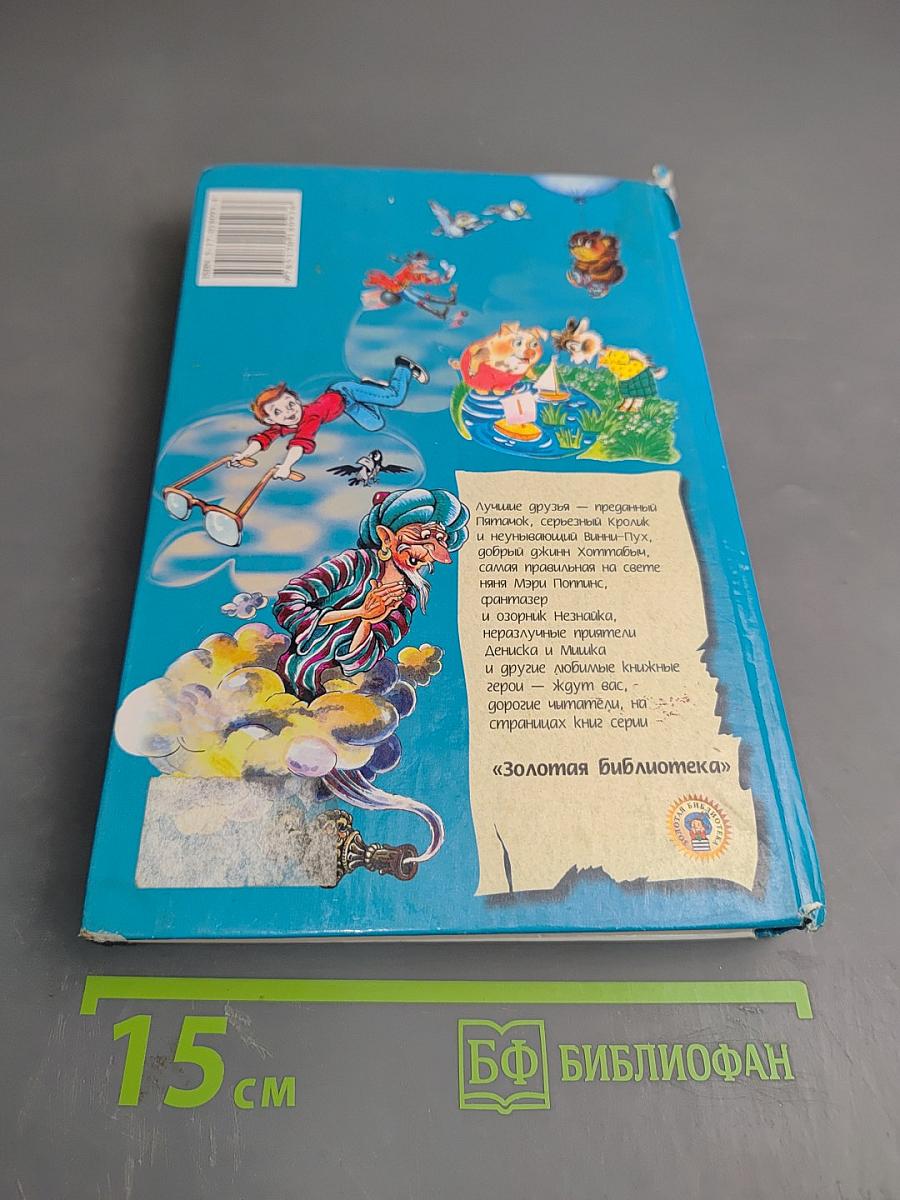 Лучшие друзья — преданный
Пятачок, серьезный Кролик
и неунывающий Винни-Пух,
добрый джинн Хоттабыч,
самая правильная на свете
няня Мэри Поппинс,
фантазер
и озорник Незнайка,
неразлучные приятели
Дениска и Мишка
и другие любимые книжные
герои — ждут вас,
дорогие читатели, на
страницах книг серии
«Золотая библиотека»
ЗОЛОТАЯ БИБЛИОТЕКА
15 см
БФ БИБЛИОФАН